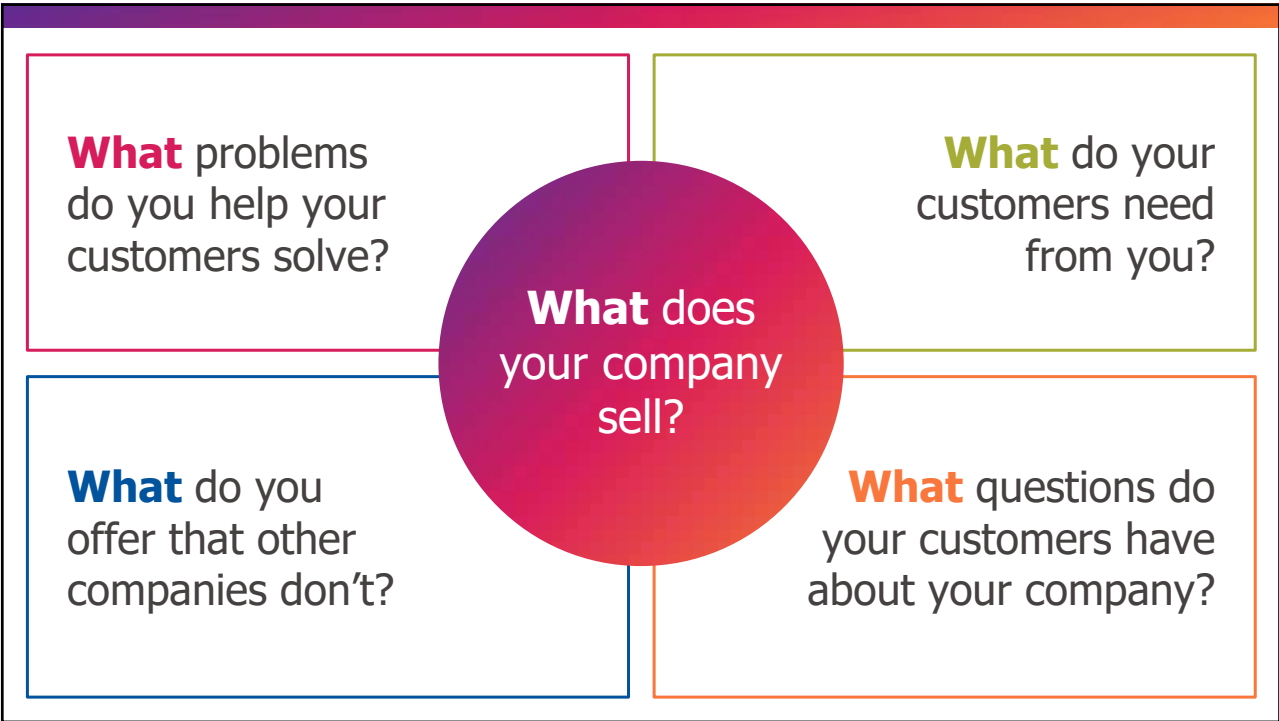 What problems
do you help your
customers solve?
What do your
customers need
from you?
What does
your company
sell?
What do you
offer that other
companies don’t?
What questions do
your customers have
about your company?